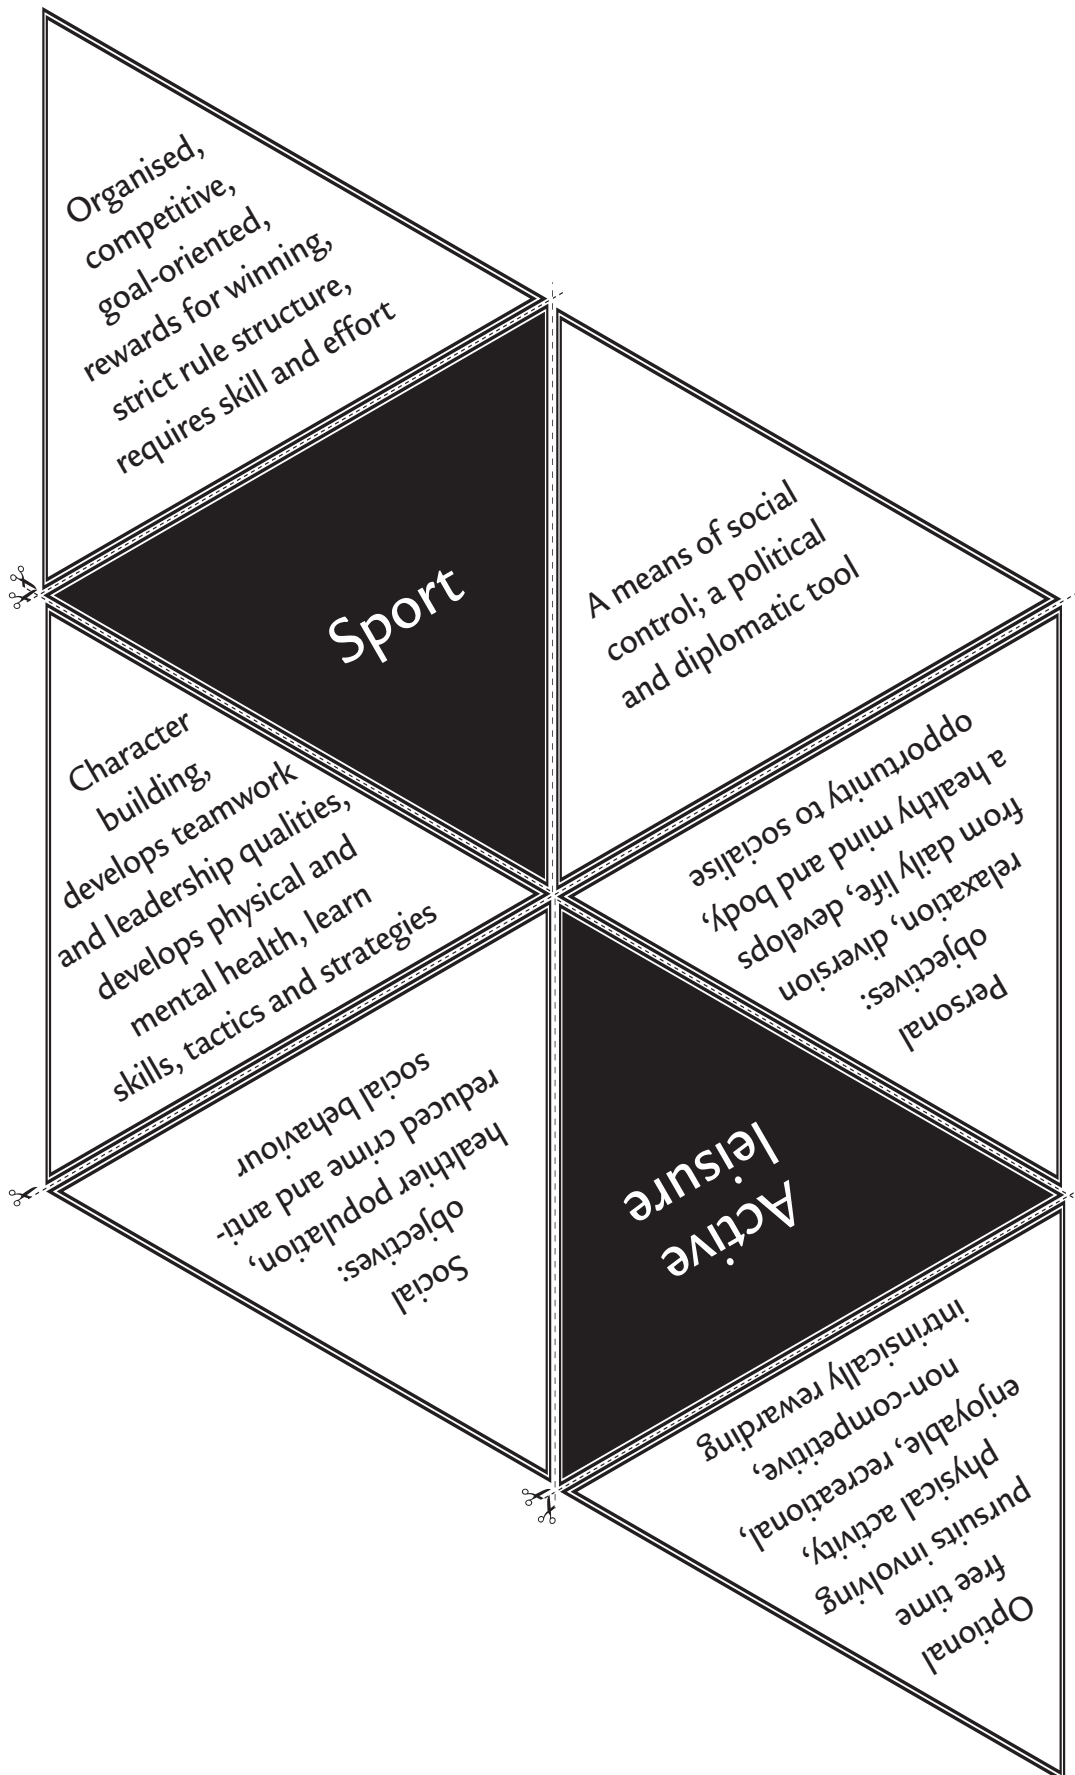 Organised,
competitive,
goal-oriented,
rewards for winning,
strict rule structure,
requires skill and effort
Sport
A means of social
control; a political
and diplomatic tool
Character
building,
develops teamwork
and leadership qualities,
develops physical and
mental health, learn
skills, tactics and strategies
Personal
objectives:
relaxation, diversion
from daily life, develops
a healthy mind and body,
opportunity to socialise
Social
objectives:
healthier population,
reduced crime and anti-
social behaviour
Active
leisure
Optional
free time
pursuits involving
physical activity,
enjoyable, recreational,
non-competitive,
intrinsically rewarding